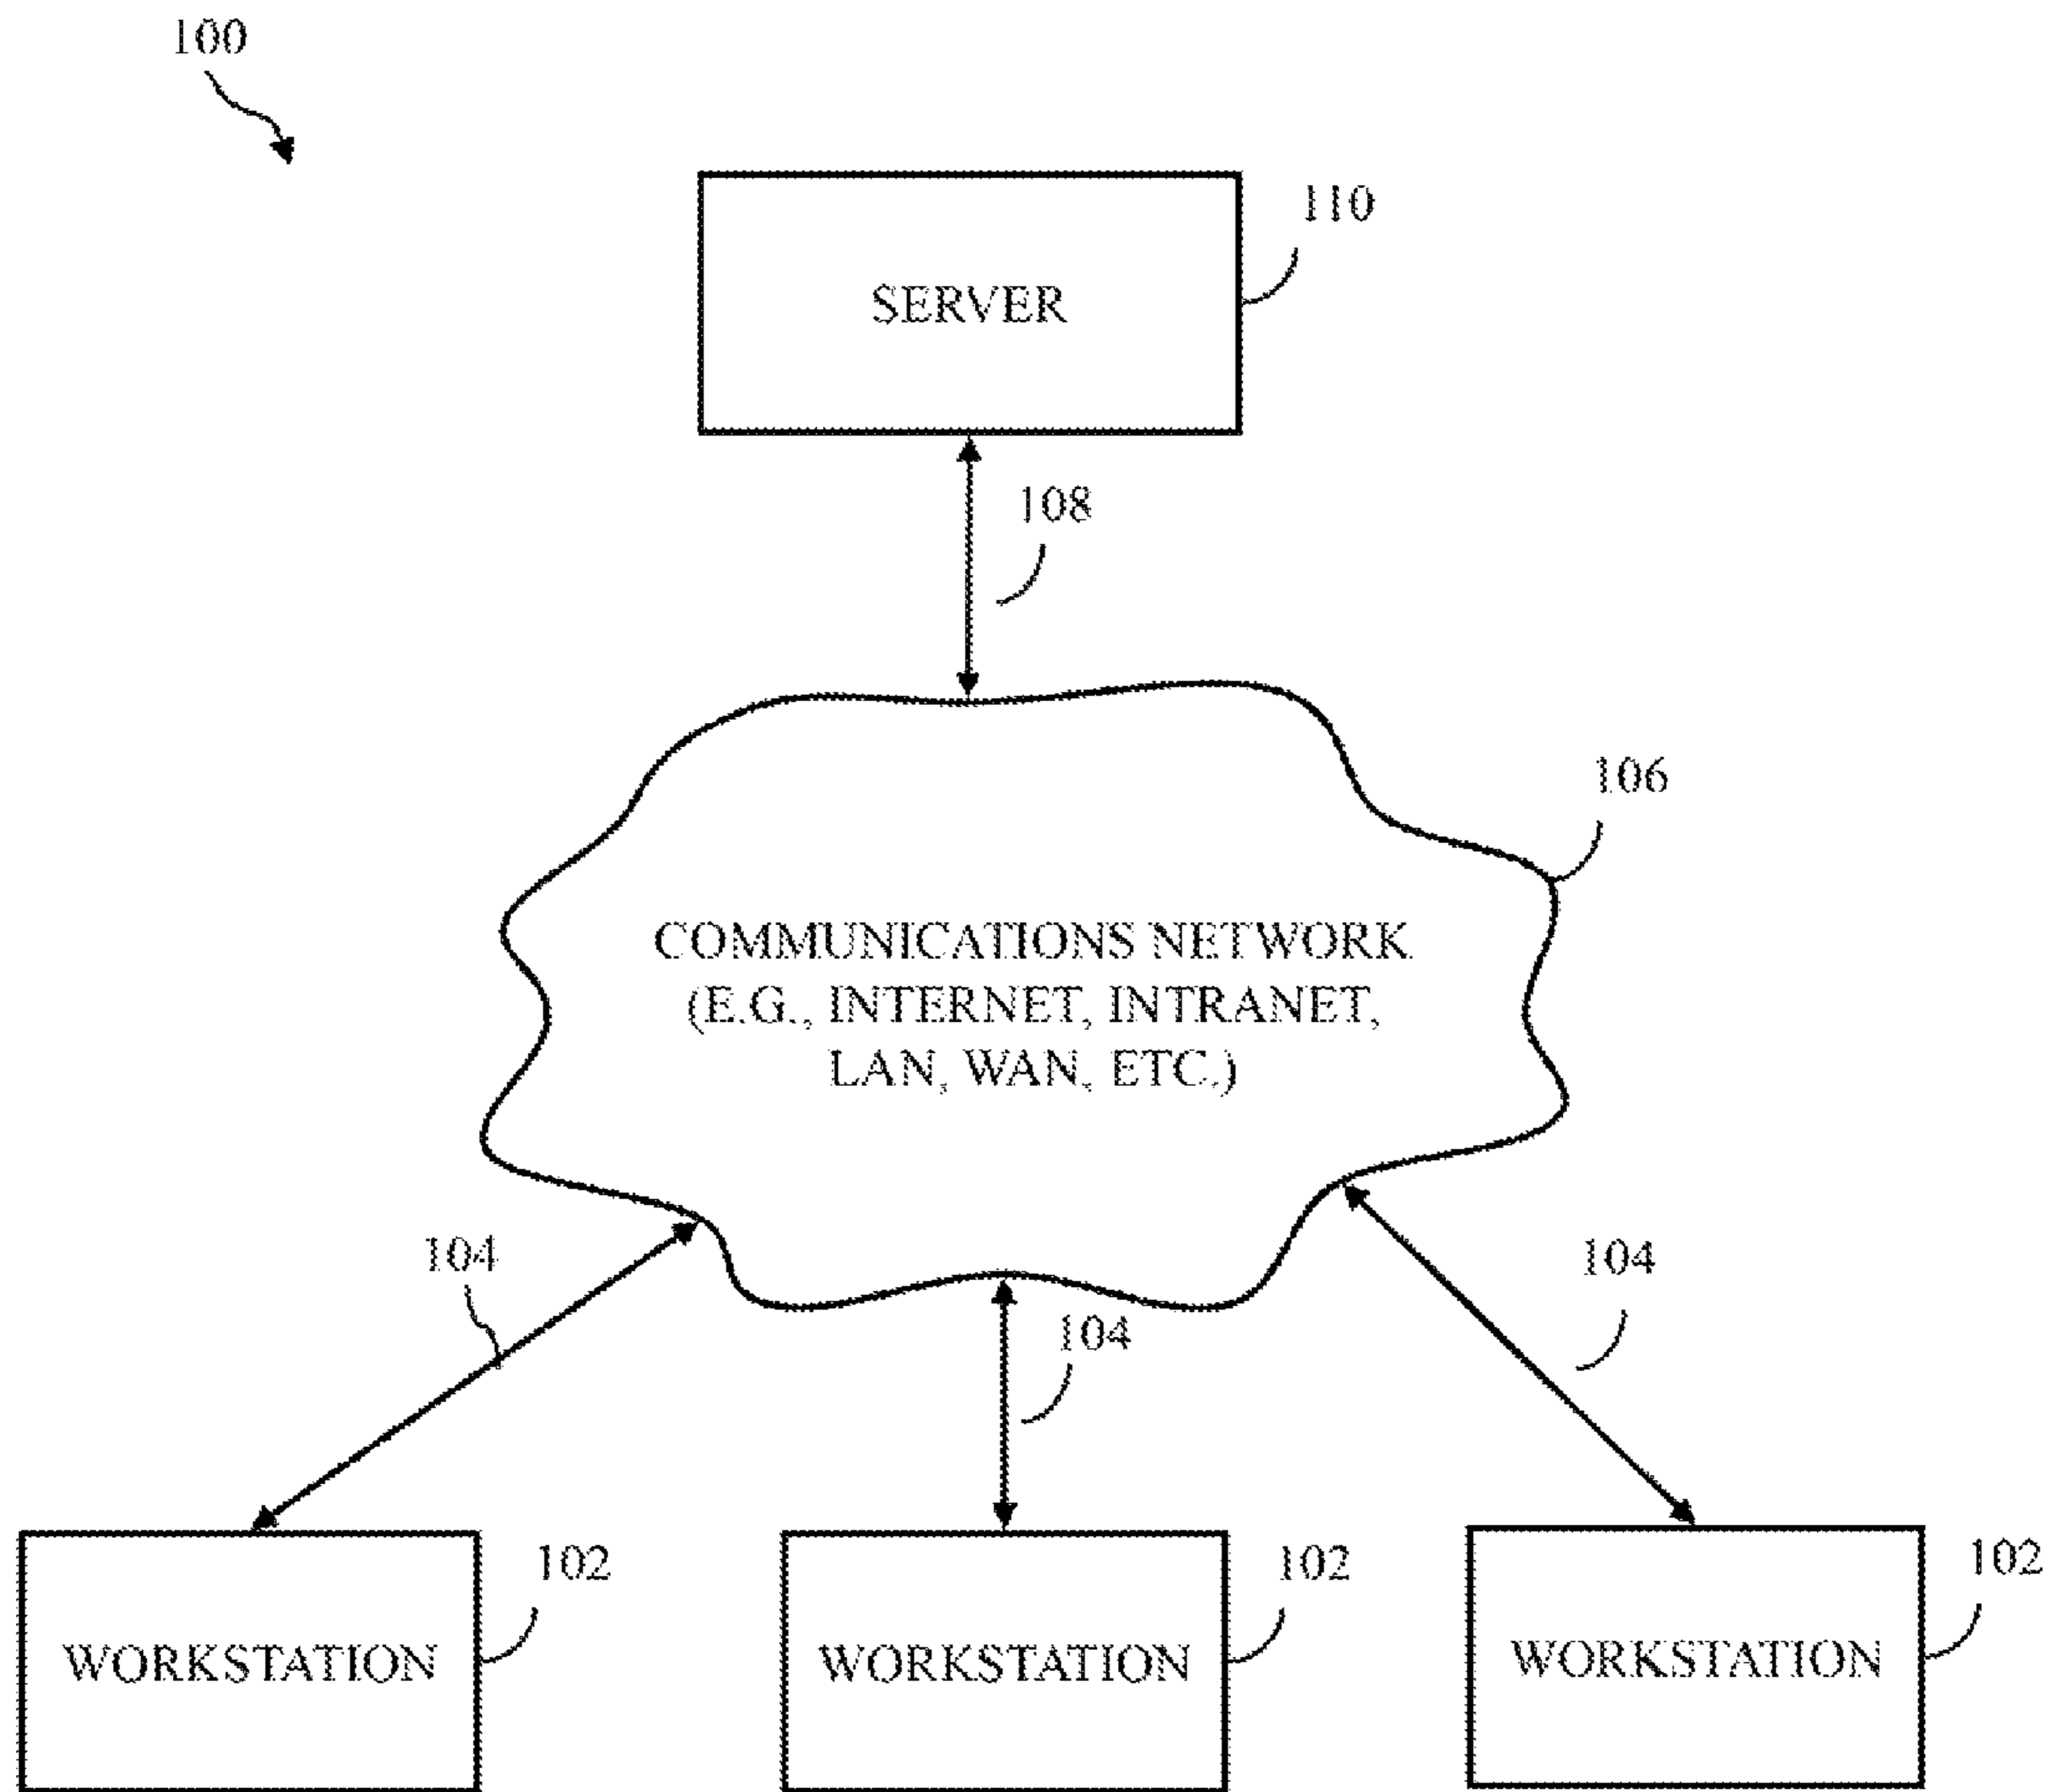 100
110
SERVER
108
106
COMMUNICATIONS NETWORK
(E.G., INTERNET, INTRANET,
LAN, WAN, ETC.)
104
104
104
102
102
102
WORKSTATION
WORKSTATION
WORKSTATION